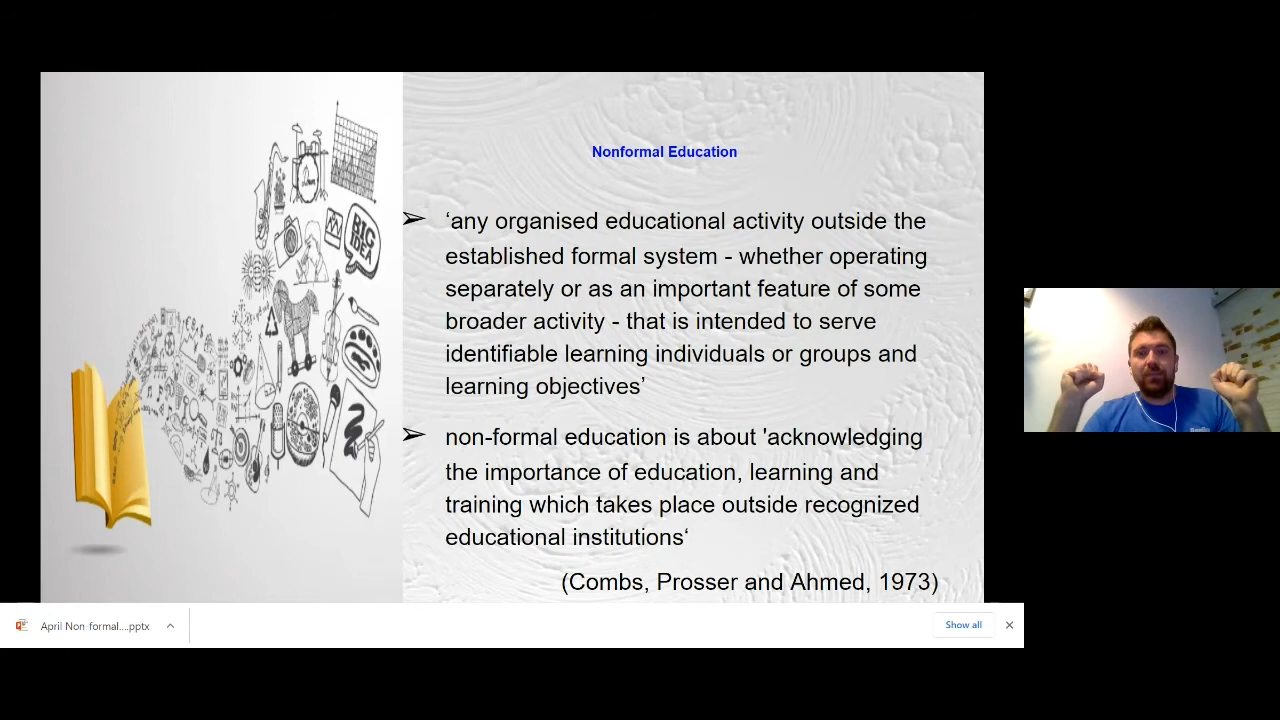 BIG
IDEA
Nonformal Education
➢ ‘any organised educational activity outside the
established formal system - whether operating
separately or as an important feature of some
broader activity - that is intended to serve
identifiable learning individuals or groups and
learning objectives’
➢ non-formal education is about 'acknowledging
the importance of education, learning and
training which takes place outside recognized
educational institutions‘
(Combs, Prosser and Ahmed, 1973)
April Non-formal....pptx
Show all